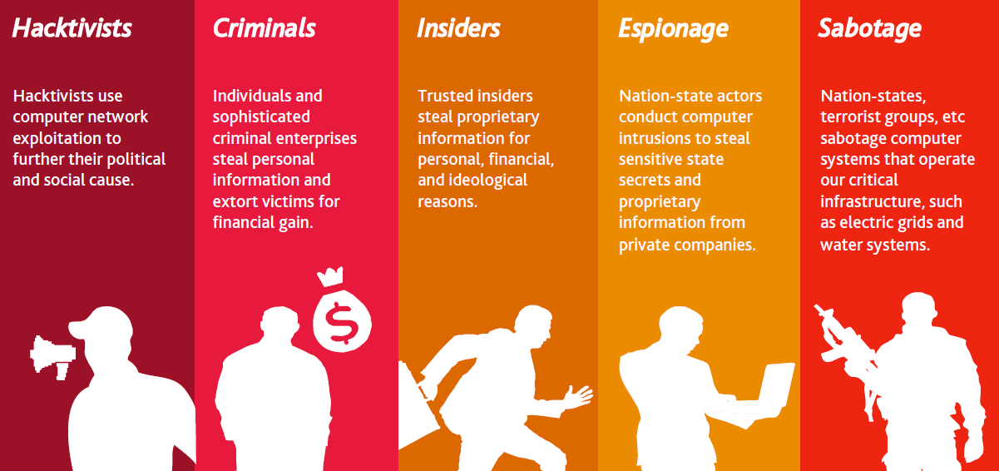 Hacktivists
Hacktivists use
computer network
exploitation to
further their political
and social cause.
Criminals
Individuals and
sophisticated
criminal enterprises
steal personal
information and
extort victims for
financial gain.
$
Insiders
Trusted insiders
steal proprietary
information for
personal, financial,
and ideological
reasons.
Espionage
Nation-state actors
conduct computer
intrusions to steal
sensitive state
secrets and
proprietary
information from
private companies.
Sabotage
Nation-states,
terrorist groups, etc
sabotage computer
systems that operate
our critical
infrastructure, such
as electric grids and
water systems.